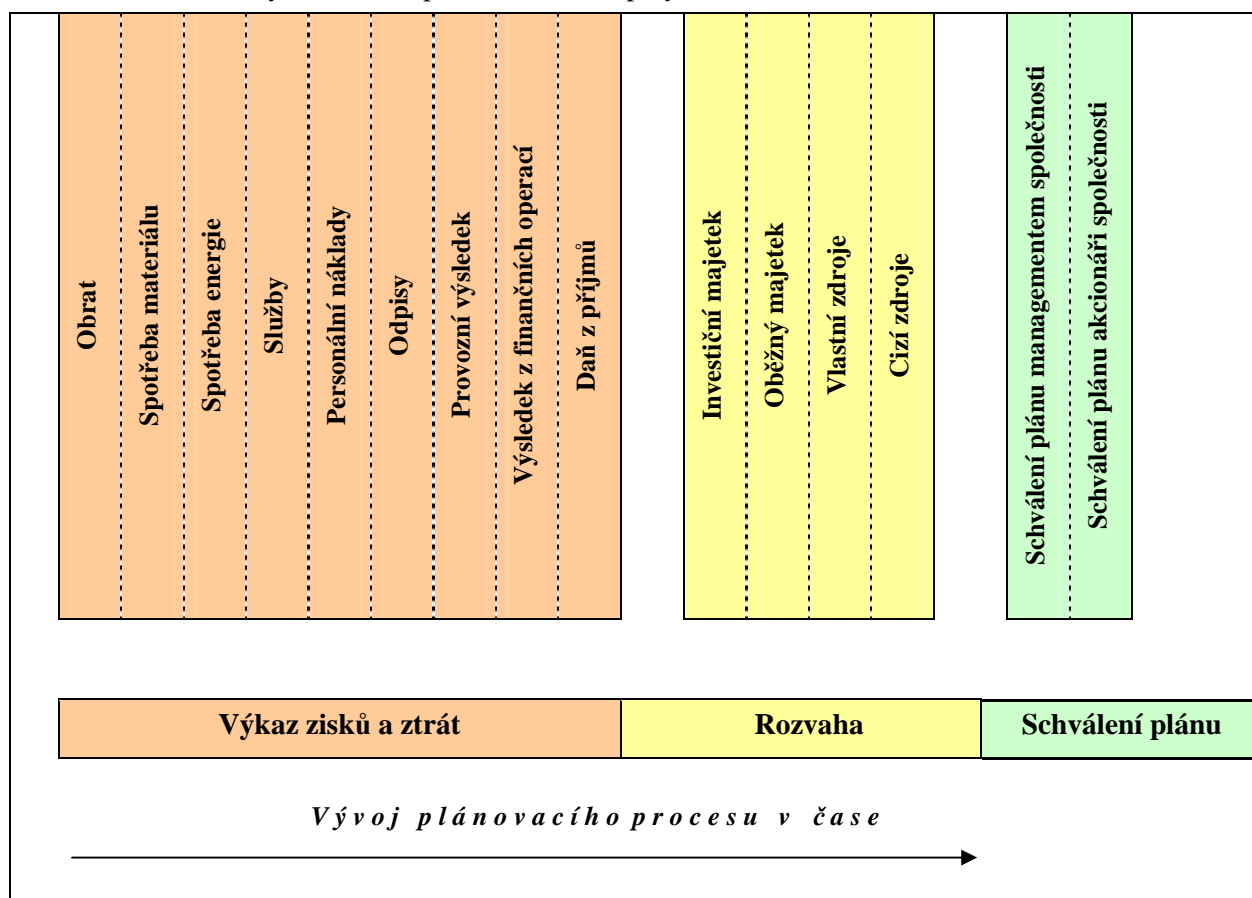 Obrat
Spotřeba materiálu
Spotřeba energie
Služby
Personální náklady
Odpisy
Provozní výsledek
Výsledek z finančních operací
Daň z příjmů
Investiční majetek
Oběžný majetek
Vlastní zdroje
Cizí zdroje
Schválení plánu managementem společnosti
Schválení plánu akcionáři společnosti
Výkaz zisků a ztrát
Rozvaha
Schválení plánu
Vývoj plánovacího procesu v čase